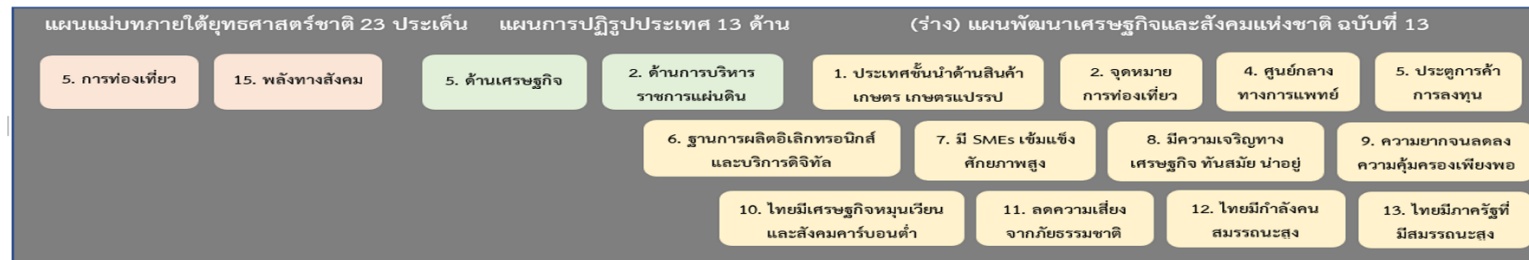 แผนแม่บทภายใต้ยุทธศาสตร์ชาติ 23 ประเด็น
แผนการปฏิรูปประเทศ 13 ด้าน
(ร่าง) แผนพัฒนาเศรษฐกิจและสังคมแห่งชาติ ฉบับที่ 13
5. การท่องเที่ยว
15. พลังทางสังคม
5. ด้านเศรษฐกิจ
2. ด้านการบริหาร
ราชการแผ่นดิน
1. ประเทศชั้นนำด้านสินค้า
เกษตร เกษตรแปรรูป
2. จุดหมาย
การท่องเที่ยว
4. ศูนย์กลาง
ทางการแพทย์
5. ประตูการค้า
การลงทุน
6. ฐานการผลิตอิเล็กทรอนิกส์
และบริการดิจิทัล
7. มี SMEs เข้มแข็ง
ศักยภาพสูง
8. มีความเจริญทาง
เศรษฐกิจ ทันสมัย น่าอยู่
9. ความยากจนลดลง
ความคุ้มครองเพียงพอ
10. ไทยมีเศรษฐกิจหมุนเวียน
และสังคมคาร์บอนต่ำ
11. ลดความเสี่ยง
จากภัยธรรมชาติ
12. ไทยมีกำลังคน
สมรรถนะสูง
13. ไทยมีภาครัฐที่
มีสมรรถนะสูง